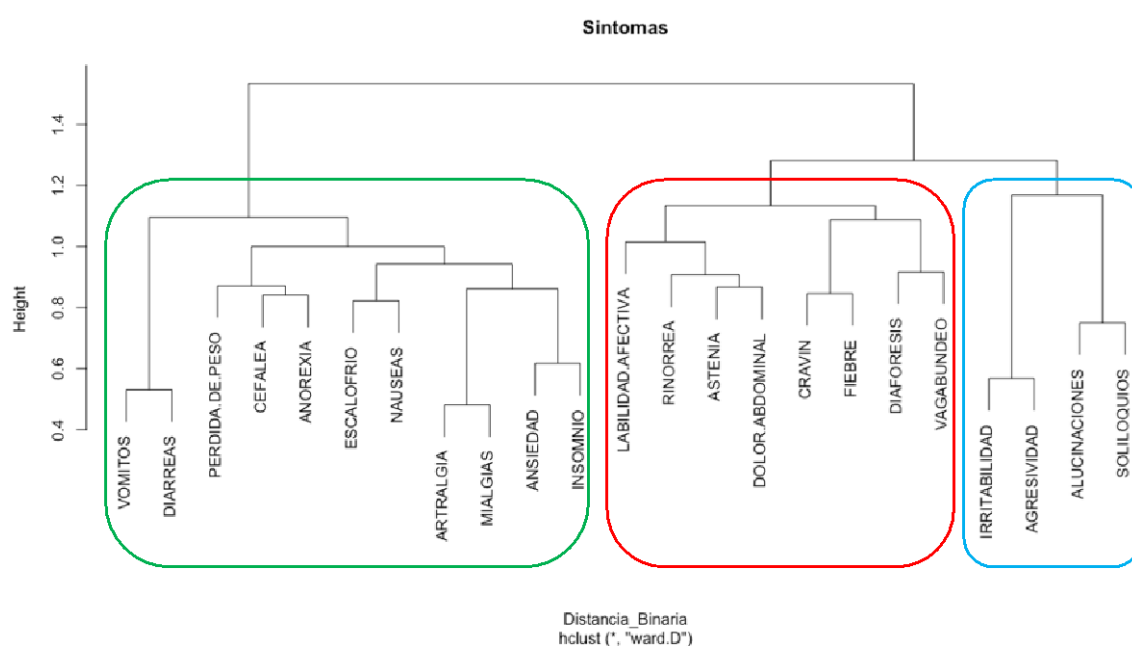 Sintomas
Height
1.4
1.2
1.0
0.8
0.6
0.4
VOMITOS
DIARREAS
PERDIDA.DE.PESO
CEFALEA
ANOREXIA
ESCALOFRIO
NAUSEAS
ARTRALGIA
MIALGIAS
ANSIEDAD
INSOMNIO
LABILIDAD.AFECTIVA
RINORREA
ASTENIA
DOLOR.ABDOMINAL
CRAVIN
FIEBRE
DIAFORESIS
VAGABUNDEO
IRRITABILIDAD
AGRESIVIDAD
ALUCINACIONES
SOLILOQUIOS
Distancia_Binaria
hclust (*, "ward.D")